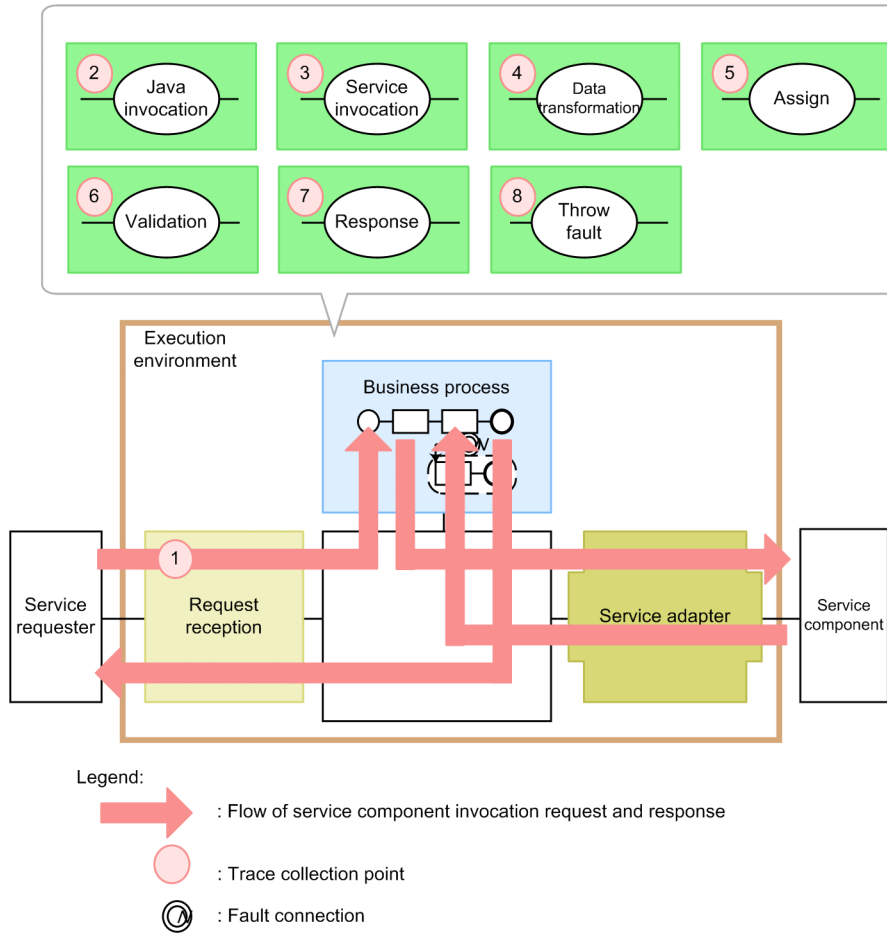 2
Java
invocation
3
Service
invocation
4
Data
transformation
5
Assign
6
Validation
7
Response
8
Throw
fault
Execution
environment
Business process
1
Service
requester
Request
reception
Service adapter
Service
component
Legend:
: Flow of service component invocation request and response
: Trace collection point
: Fault connection